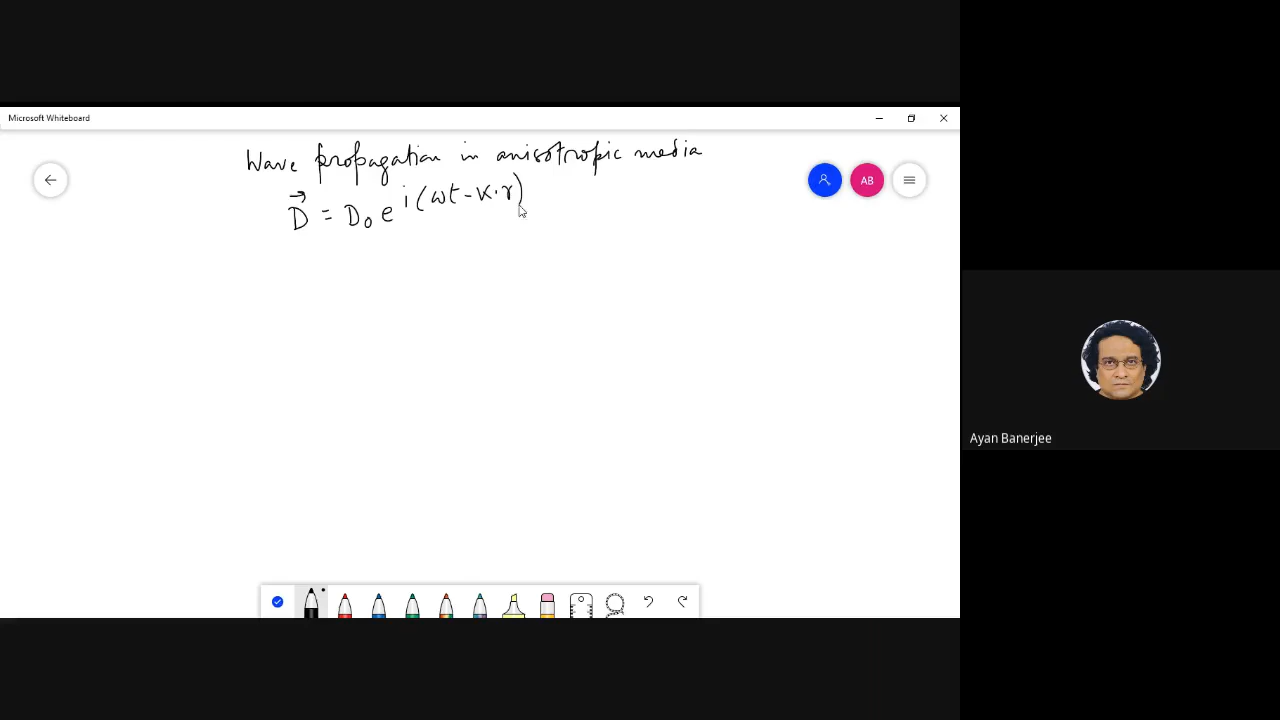 Microsoft Whiteboard
Wave propagation in anisotropic media
D⃗ = D₀ e^{i(ωt - K·r)}
AB
Ayan Banerjee